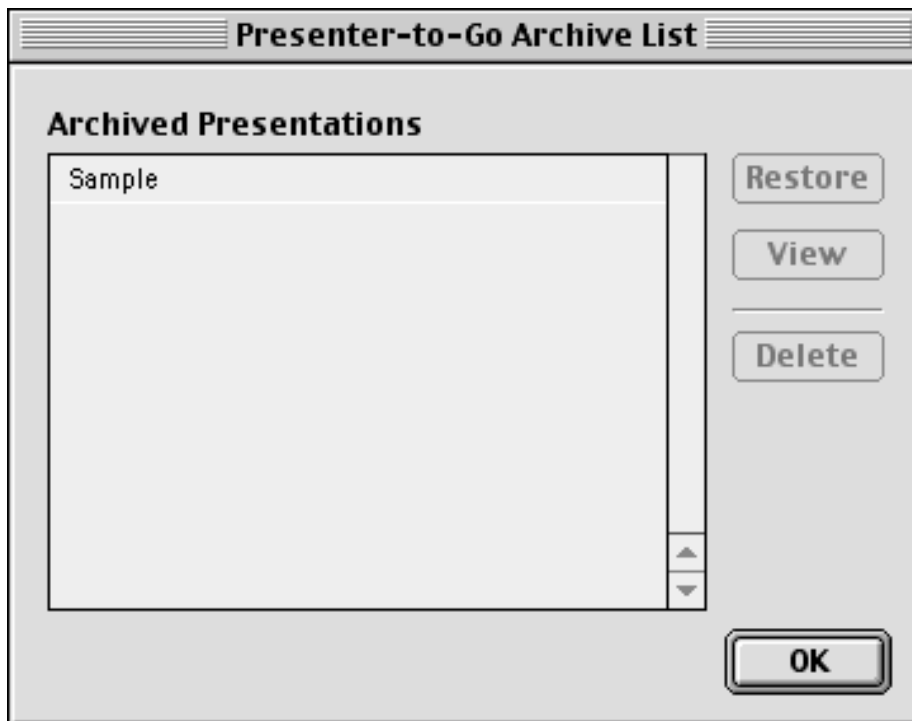 Presenter-to-Go Archive List
Archived Presentations
Sample
Restore
View
Delete
OK